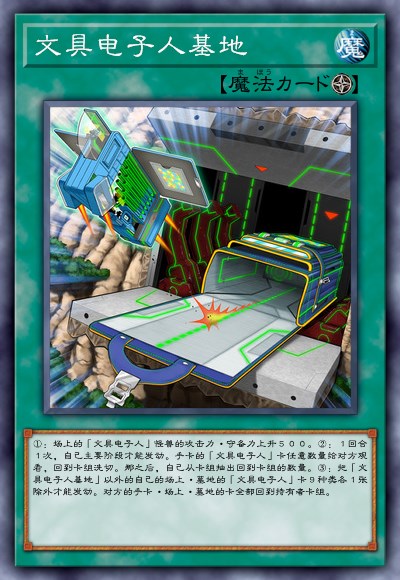 文具电子人基地
魔
【魔法カード】
まほう
①：场上的「文具电子人」怪兽的攻击力·守备力上升５００。②：１回合
１次，自己主要阶段才能发动。手卡的「文具电子人」卡任意数量给对方观
看，回到卡组洗切。那之后，自己从卡组抽出回到卡组的数量。③：把「文
具电子人基地」以外的自己的场上·墓地的「文具电子人」卡９种类各１张
除外才能发动。对方的手卡·场上·墓地的卡全部回到持有者卡组。